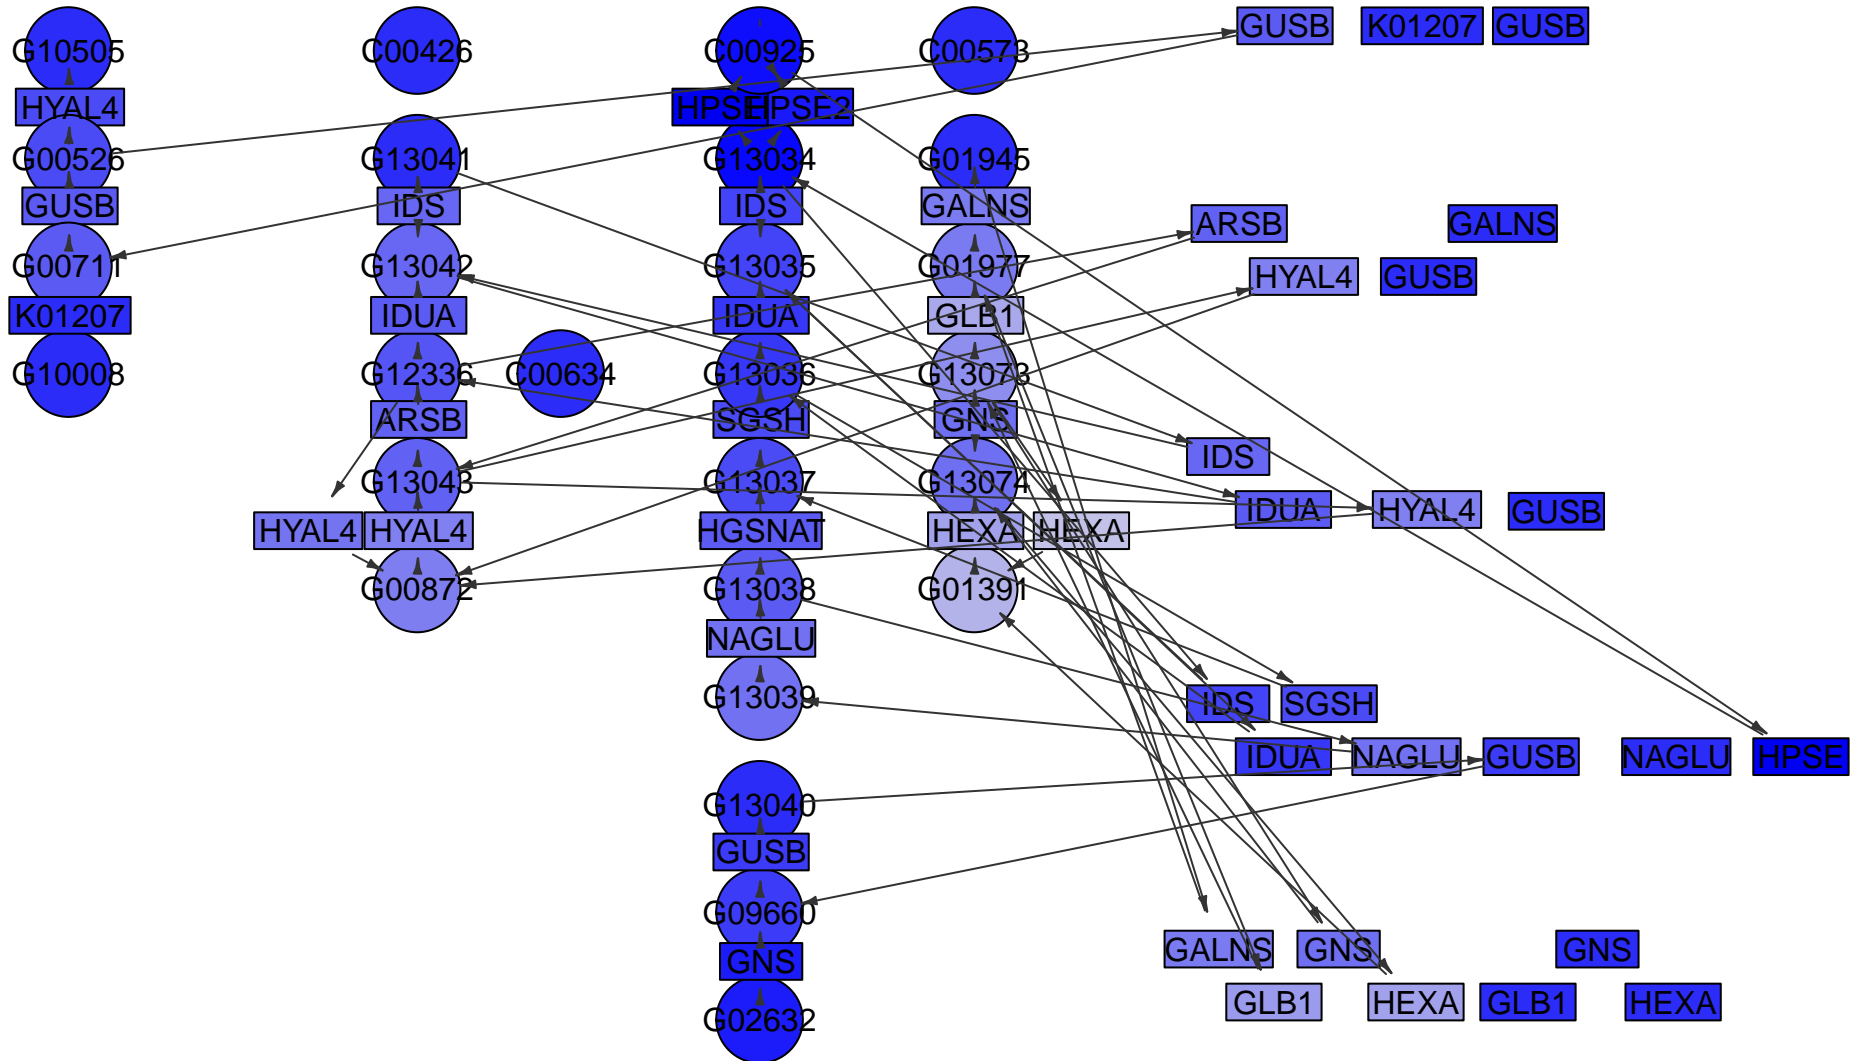 G10505
C00426
C00925
C00573
GUSB
K01207
GUSB
HYAL4
HPSE
HPSE2
G00526
G13041
G13034
G01945
GUSB
IDS
IDS
GALNS
ARSB
GALNS
G00711
G13042
G13035
G01977
HYAL4
GUSB
K01207
IDUA
IDUA
GLB1
G10008
G12336
C00634
G13036
G13073
ARSB
SGSH
GNS
IDS
G13043
G13037
G13074
IDUA
HYAL4
GUSB
HYAL4
HYAL4
HGSNAT
HEXA
HEXA
G00872
G13038
G01391
NAGLU
G13039
IDS
SGSH
IDUA
NAGLU
GUSB
NAGLU
HPSE
G13040
GUSB
G09660
GNS
GALNS
GNS
GNS
G02632
GLB1
HEXA
GLB1
HEXA